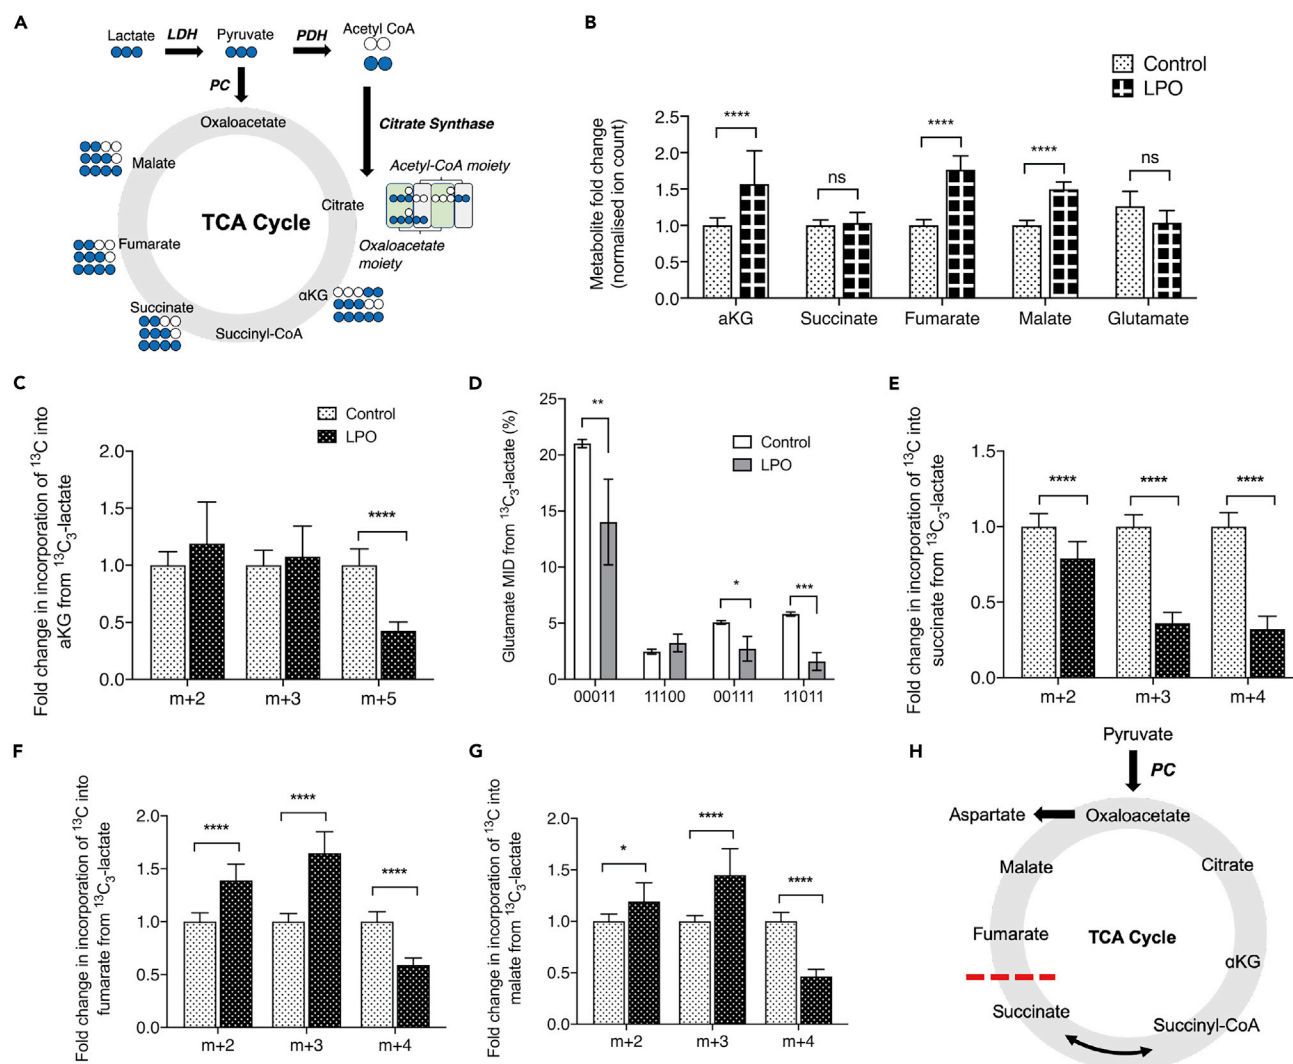 A
Lactate
LDH
Pyruvate
PDH
Acetyl CoA
PC
Citrate Synthase
Oxaloacetate
Malate
Acetyl-CoA moiety
Citrate
TCA Cycle
Oxaloacetate
moiety
Fumarate
αKG
Succinate
Succinyl-CoA
B
Control
LPO
Metabolite fold change
(normalised ion count)
2.5
2.0
1.5
1.0
0.5
0.0
****
ns
****
****
ns
aKG
Succinate
Fumarate
Malate
Glutamate
C
Control
LPO
Fold change in incorporation of ¹³C into
aKG from ¹³C₃-lactate
2.0
1.5
1.0
0.5
0.0
****
m+2
m+3
m+5
D
Control
LPO
Glutamate MID from ¹³C₃-lactate (%)
25
20
15
10
5
0
**
*
***
000011
11100
00111
11011
E
Fold change in incorporation of ¹³C into
succinate from ¹³C₃-lactate
1.5
1.0
0.5
0.0
****
****
****
m+2
m+3
m+4
F
Fold change in incorporation of ¹³C into
fumarate from ¹³C₃-lactate
2.0
1.5
1.0
0.5
0.0
****
****
****
m+2
m+3
m+4
G
Fold change in incorporation of ¹³C into
malate from ¹³C₃-lactate
2.0
1.5
1.0
0.5
0.0
*
****
****
m+2
m+3
m+4
H
Pyruvate
PC
Aspartate
Oxaloacetate
Malate
Citrate
Fumarate
TCA Cycle
αKG
Succinate
Succinyl-CoA